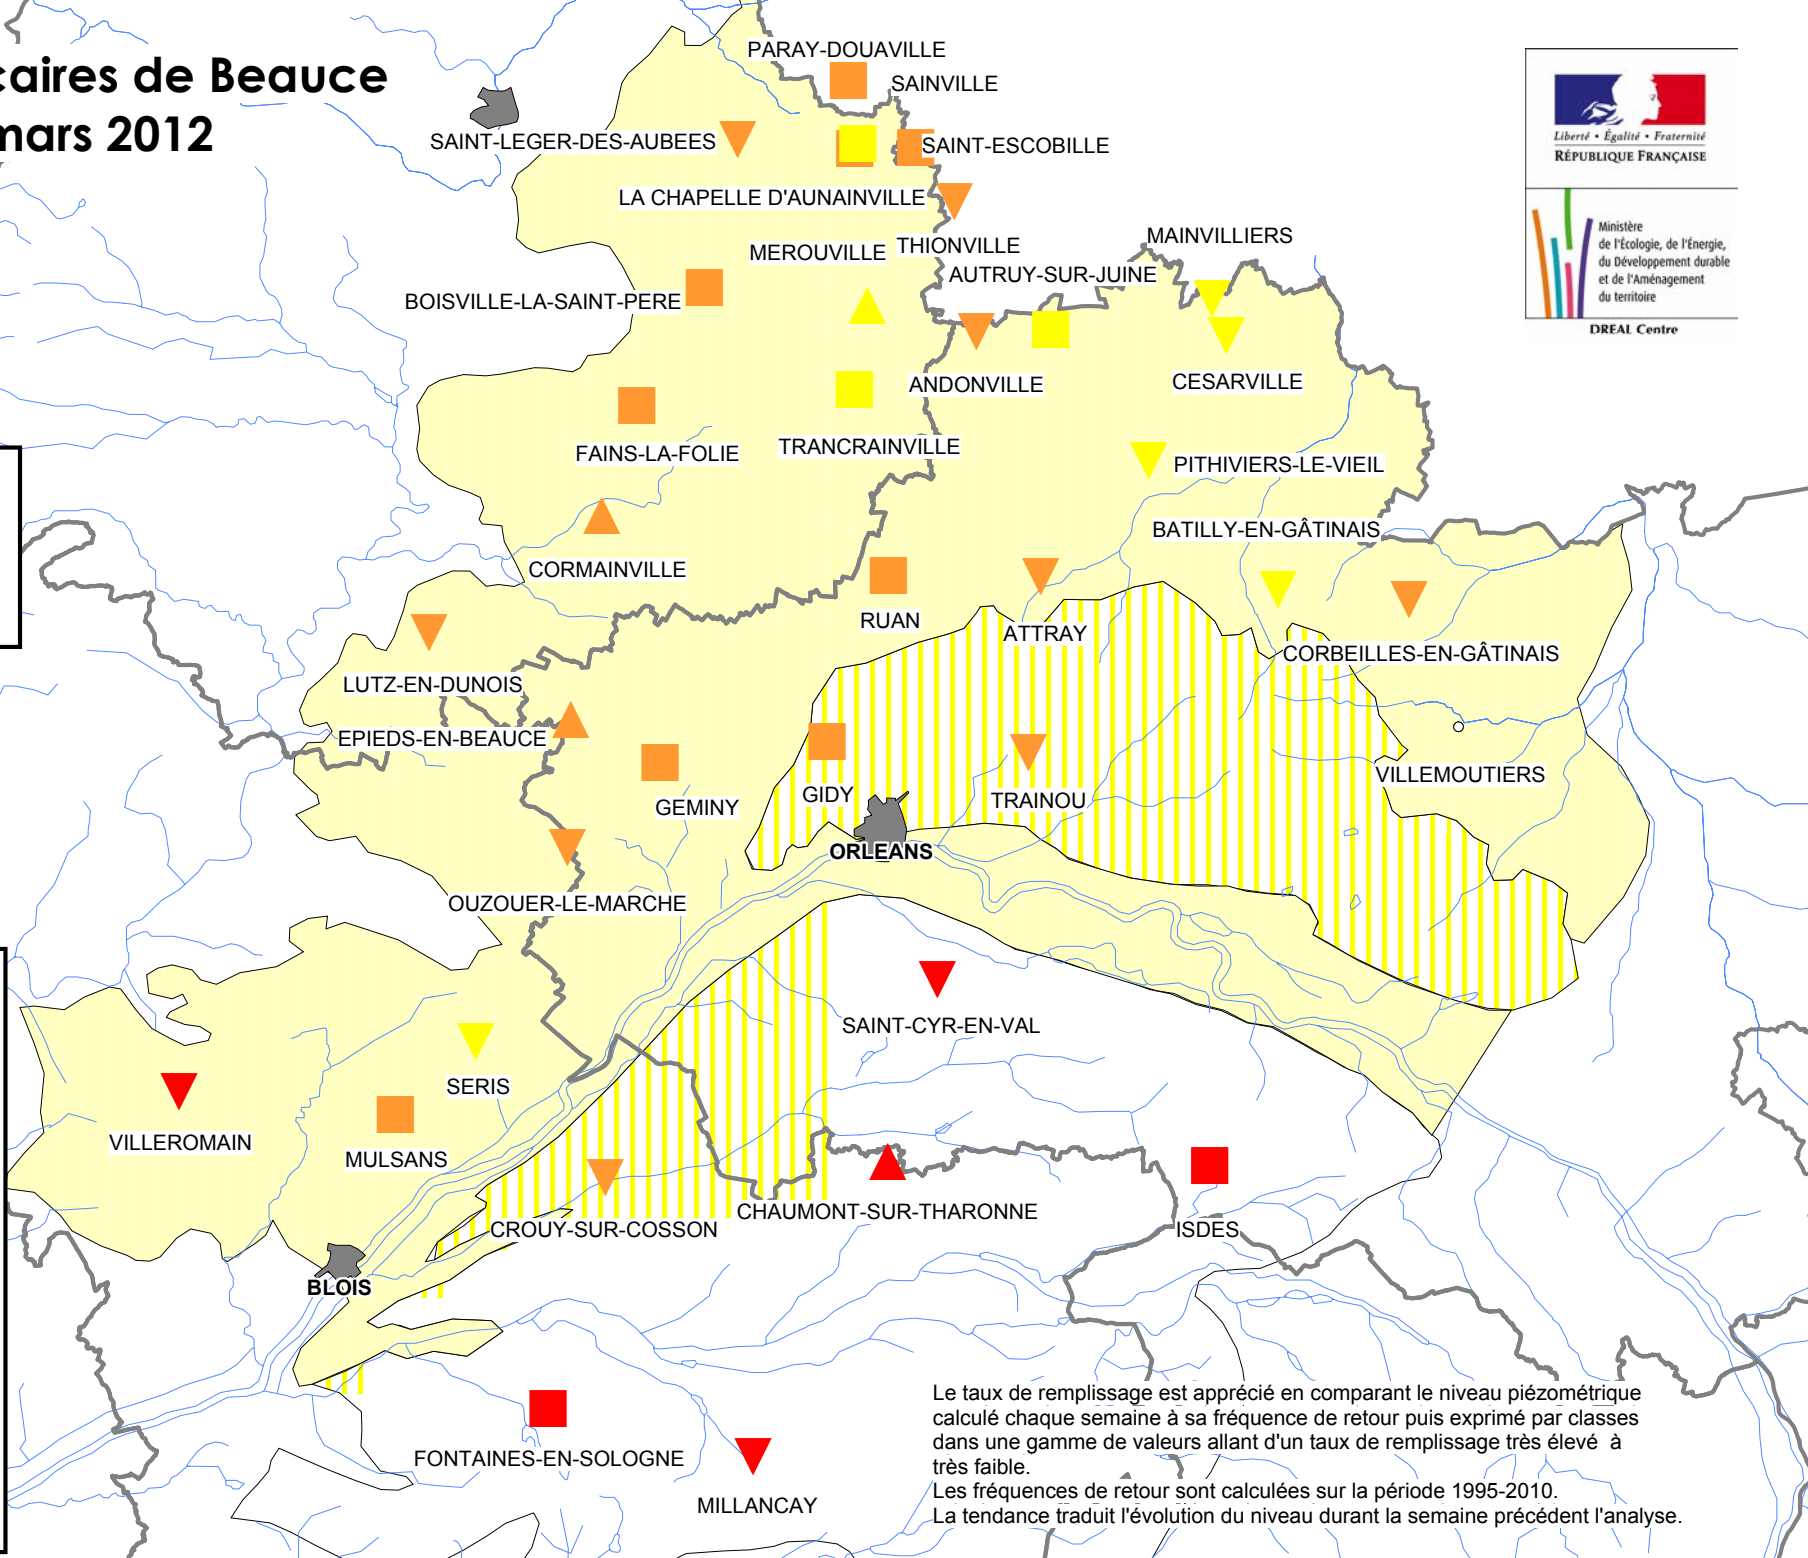 caires de Beauce
mars 2012
PARAY-DOUAVILLE
SAINVILLE
SAINT-LEGER-DES-AUBEES
SAINT-ESCOBILLE
LA CHAPELLE D'AUNAINVILLE
MEROUVILLE
THIONVILLE
MAINVILLIERS
AUTRUY-SUR-JUINE
BOISVILLE-LA-SAINT-PERE
ANDONVILLE
CESARVILLE
FAINS-LA-FOLIE
TRANCRAINVILLE
PITHIVIERS-LE-VIEIL
BATILLY-EN-GÂTINAIS
CORMAINVILLE
RUAN
ATTRAY
CORBEILLES-EN-GÂTINAIS
LUTZ-EN-DUNOIS
EPIEDS-EN-BEAUCE
GEMINY
GIDY
TRAINOU
VILLEMOUTIERS
ORLEANS
OUZOUER-LE-MARCHE
SAINT-CYR-EN-VAL
SERIS
VILLEROMAIN
MULSANS
CROUY-SUR-COSSON
CHAUMONT-SUR-THARONNE
ISDES
BLOIS
FONTAINES-EN-SOLOGNE
MILLANCAY
Liberté • Égalité • Fraternité
RÉPUBLIQUE FRANÇAISE
Ministère
de l'Écologie, de l'Énergie,
du Développement durable
et de l'Aménagement
du territoire
DREAL Centre
Le taux de remplissage est apprécié en comparant le niveau piézométrique
calculé chaque semaine à sa fréquence de retour puis exprimé par classes
dans une gamme de valeurs allant d'un taux de remplissage très élevé à
très faible.
Les fréquences de retour sont calculées sur la période 1995-2010.
La tendance traduit l'évolution du niveau durant la semaine précédent l'analyse.